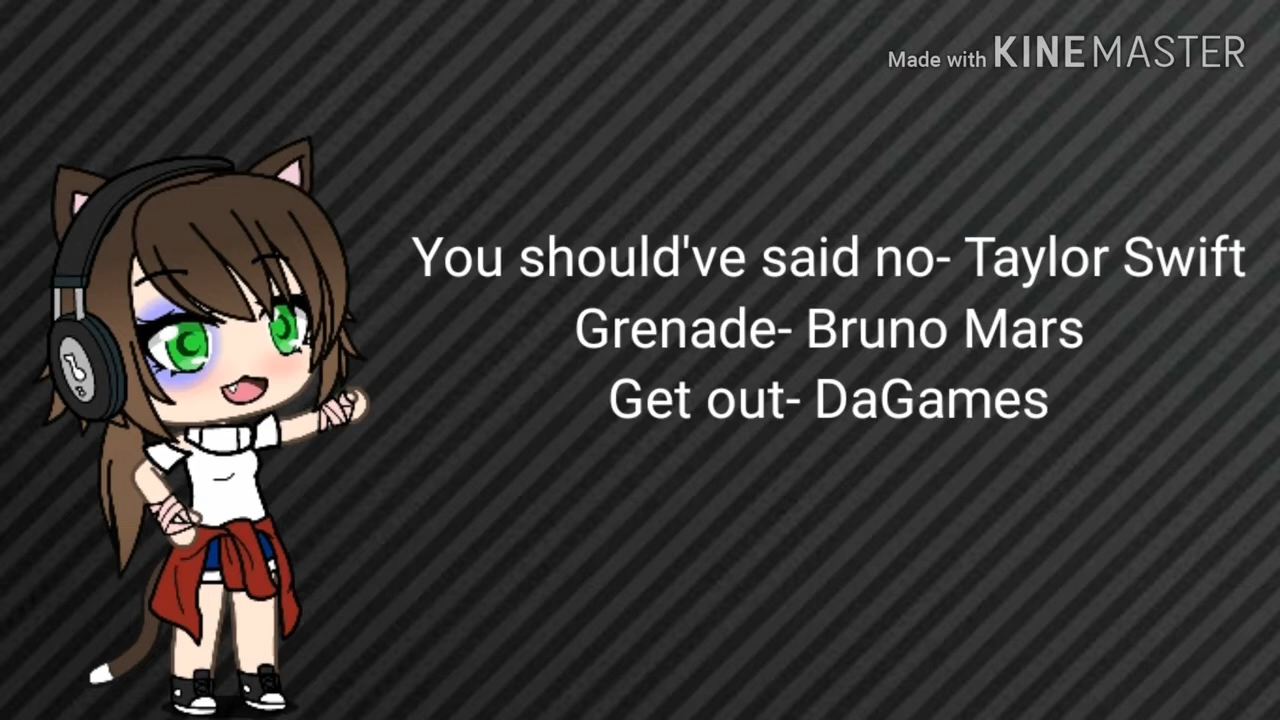 Made with KINEMASTER
You should've said no- Taylor Swift
Grenade- Bruno Mars
Get out- DaGames